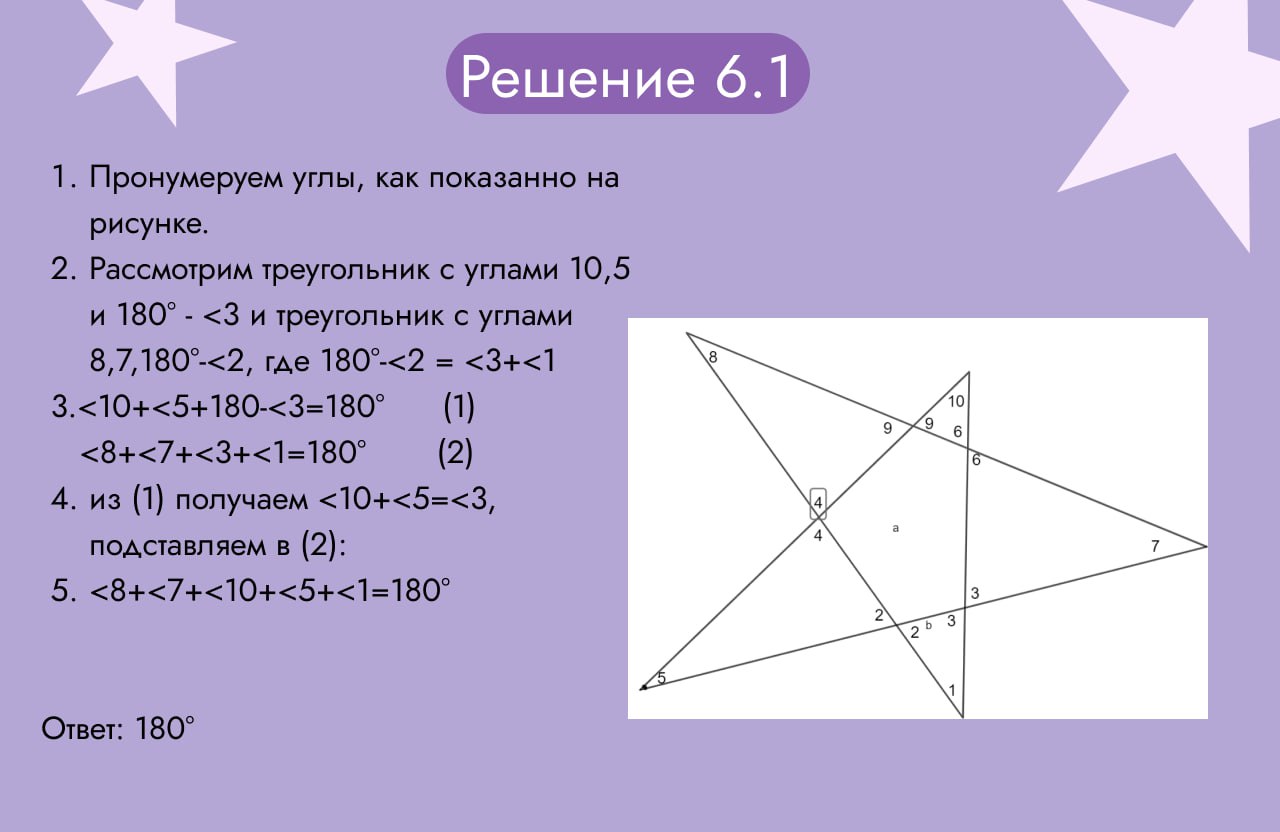 Решение 6.1
1. Пронумеруем углы, как показанно на
рисунке.
2. Рассмотрим треугольник с углами 10,5
и 180° - <3 и треугольник с углами
8,7,180°-<2, где 180°-<2 = <3+<1
3.<10+<5+180-<3=180° (1)
<8+<7+<3+<1=180° (2)
4. из (1) получаем <10+<5=<3,
подставляем в (2):
5. <8+<7+<10+<5+<1=180°
Ответ: 180°
8
10
9
9
6
6
4
4
a
7
3
2
2
b
3
5
1